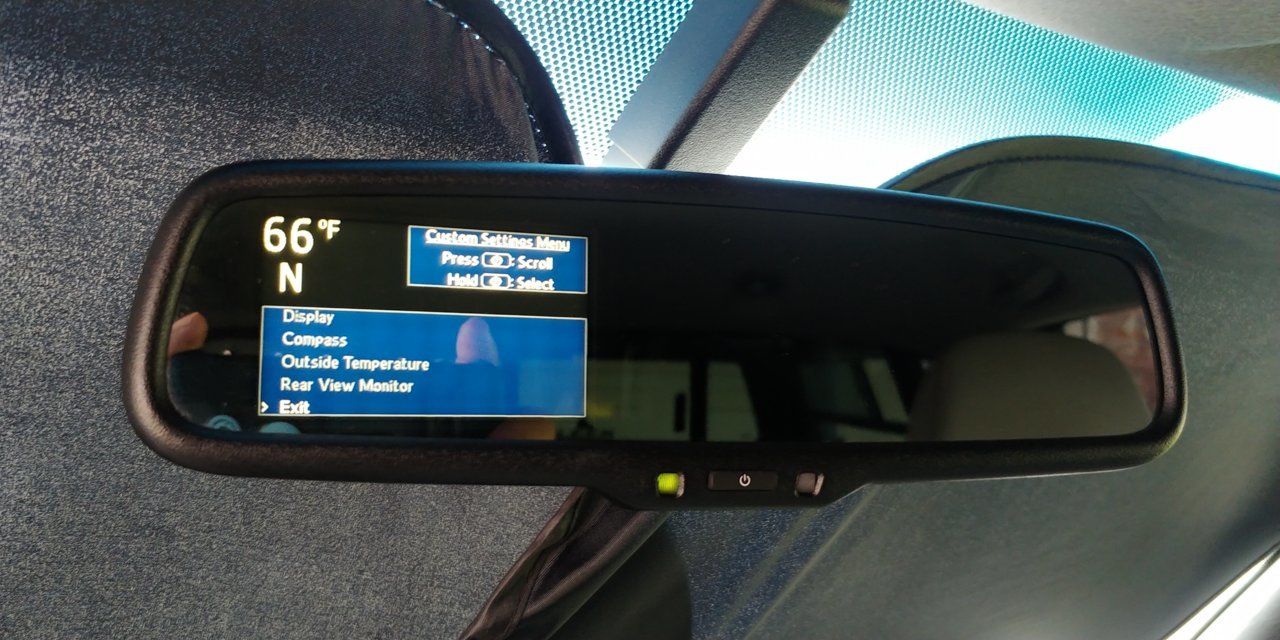 66 °F
N
Custom Settings Menu
Press : Scroll
Hold : Select
Display
Compass
Outside Temperature
Rear View Monitor
> Exit